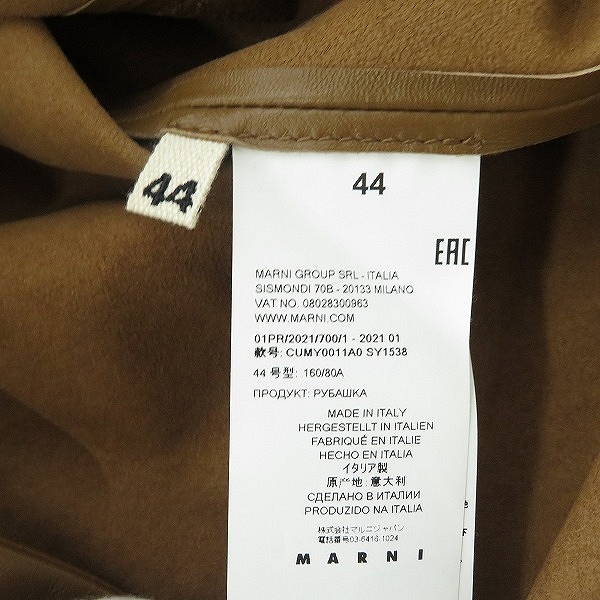 44
44
EAC
MARNI GROUP SRL - ITALIA
SISMONDI 70B - 20133 MILANO
VAT NO. 08028300963
WWW.MARNI.COM
01PR/2021/700/1 - 2021 01
款号: CUMY0011A0 SY1538
44 号型: 160/80A
ПРОДУКТ: РУБАШКА
MADE IN ITALY
HERGESTELLT IN ITALIEN
FABRIQUÉ EN ITALIE
HECHO EN ITALIA
イタリア製
地: 意大利
СДЕЛАНО В ИТАЛИИ
PRODUZIDO NA ITALIA
株式会社マルニジャパン
電話番号03-6416-1024
MARNI